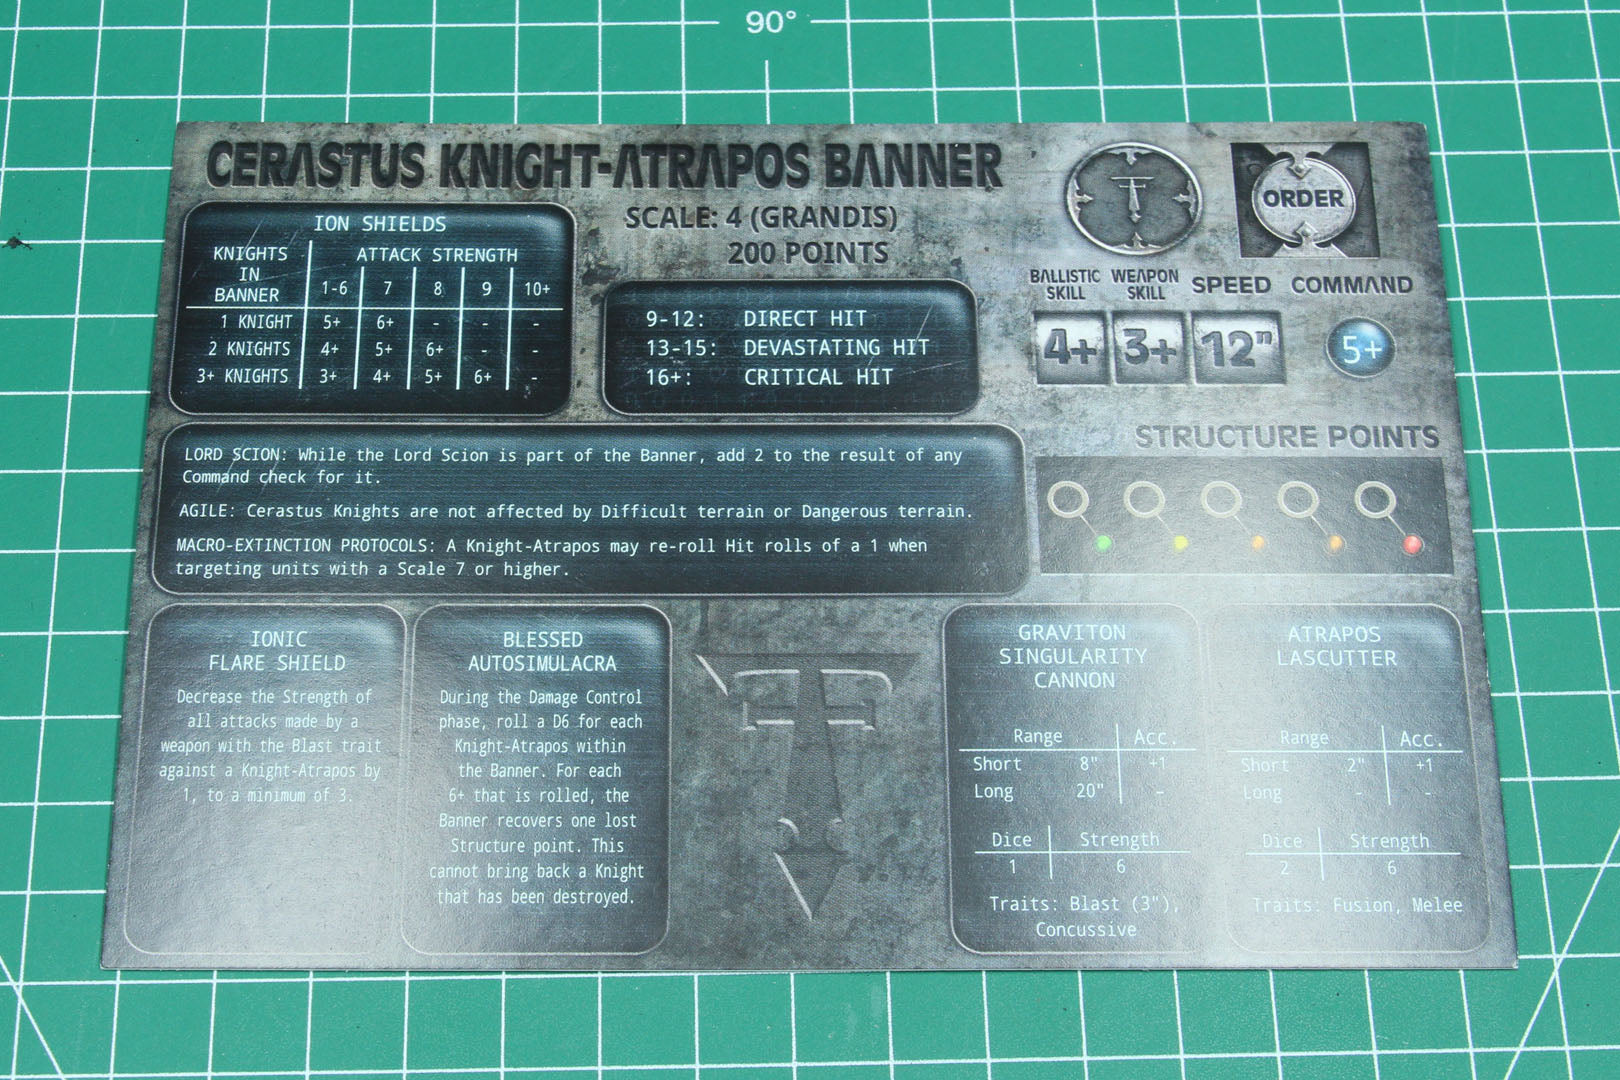 90°
CERASTUS KNIGHT-ATRAPOS BANNER
SCALE: 4 (GRANDIS)
200 POINTS
ORDER
ION SHIELDS
KNIGHTS IN BANNER
ATTACK STRENGTH
1-6 7 8 9 10+
1 KNIGHT 5+ 6+ - - -
2 KNIGHTS 4+ 5+ 6+ - -
3+ KNIGHTS 3+ 4+ 5+ 6+ -
9-12: DIRECT HIT
13-15: DEVASTATING HIT
16+: CRITICAL HIT
BALLISTIC SKILL WEAPON SKILL SPEED COMMAND
4+ 3+ 12" 5+
STRUCTURE POINTS
LORD SCION: While the Lord Scion is part of the Banner, add 2 to the result of any
Command check for it.
AGILE: Cerastus Knights are not affected by Difficult terrain or Dangerous terrain.
MACRO-EXTINCTION PROTOCOLS: A Knight-Atrapos may re-roll Hit rolls of a 1 when
targeting units with a Scale 7 or higher.
IONIC
FLARE SHIELD
Decrease the Strength of
all attacks made by a
weapon with the Blast trait
against a Knight-Atrapos by
1, to a minimum of 3.
BLESSED
AUTOSIMULACRA
During the Damage Control
phase, roll a D6 for each
Knight-Atrapos within
the Banner. For each
6+ that is rolled, the
Banner recovers one lost
Structure point. This
cannot bring back a Knight
that has been destroyed.
GRAVITON
SINGULARITY
CANNON
Range Acc.
Short 8" +1
Long 20" -
Dice Strength
1 6
Traits: Blast (3"),
Concussive
ATRAPOS
LASCUTTER
Range Acc.
Short 2" +1
Long - -
Dice Strength
2 6
Traits: Fusion, Melee